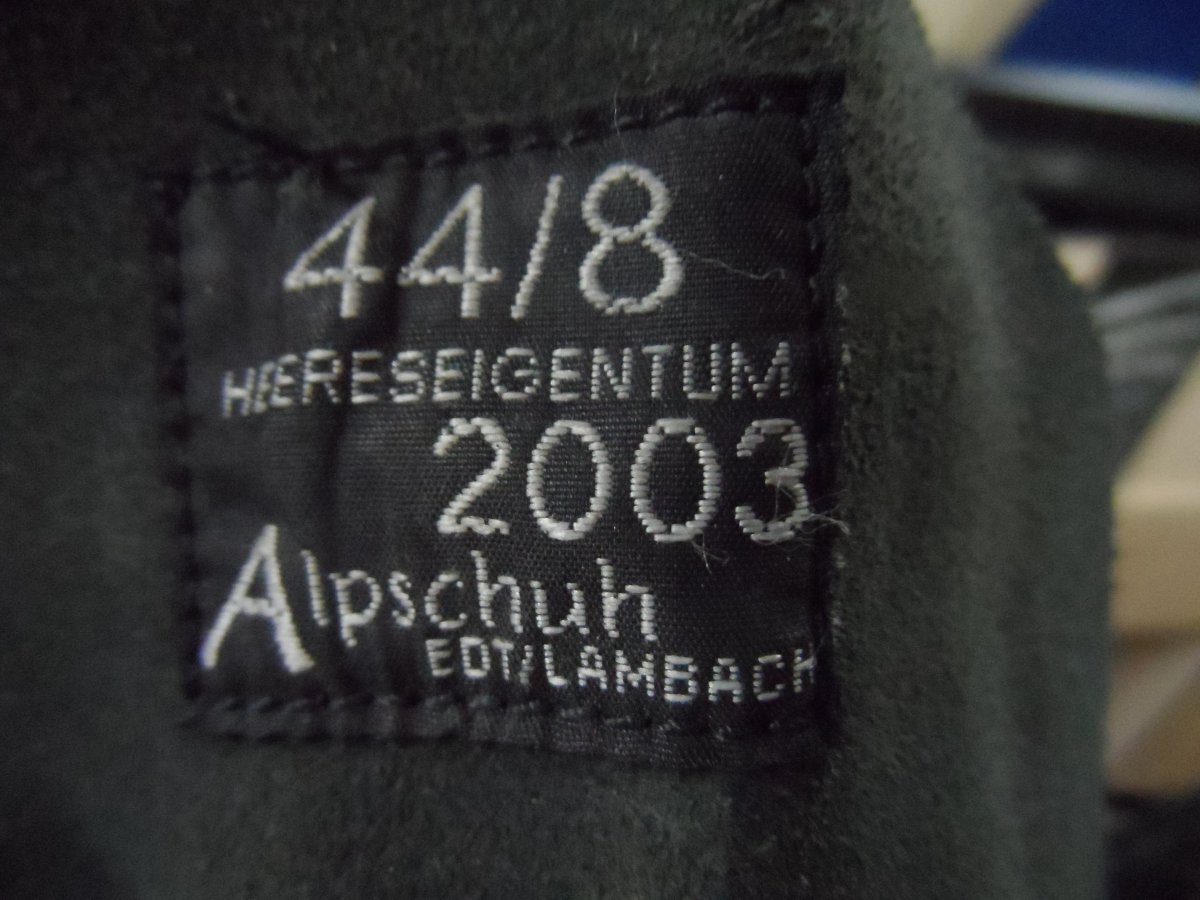 44/8
HEERESEIGENTUM
2003
Alpschuh
EDT/LAMBACH